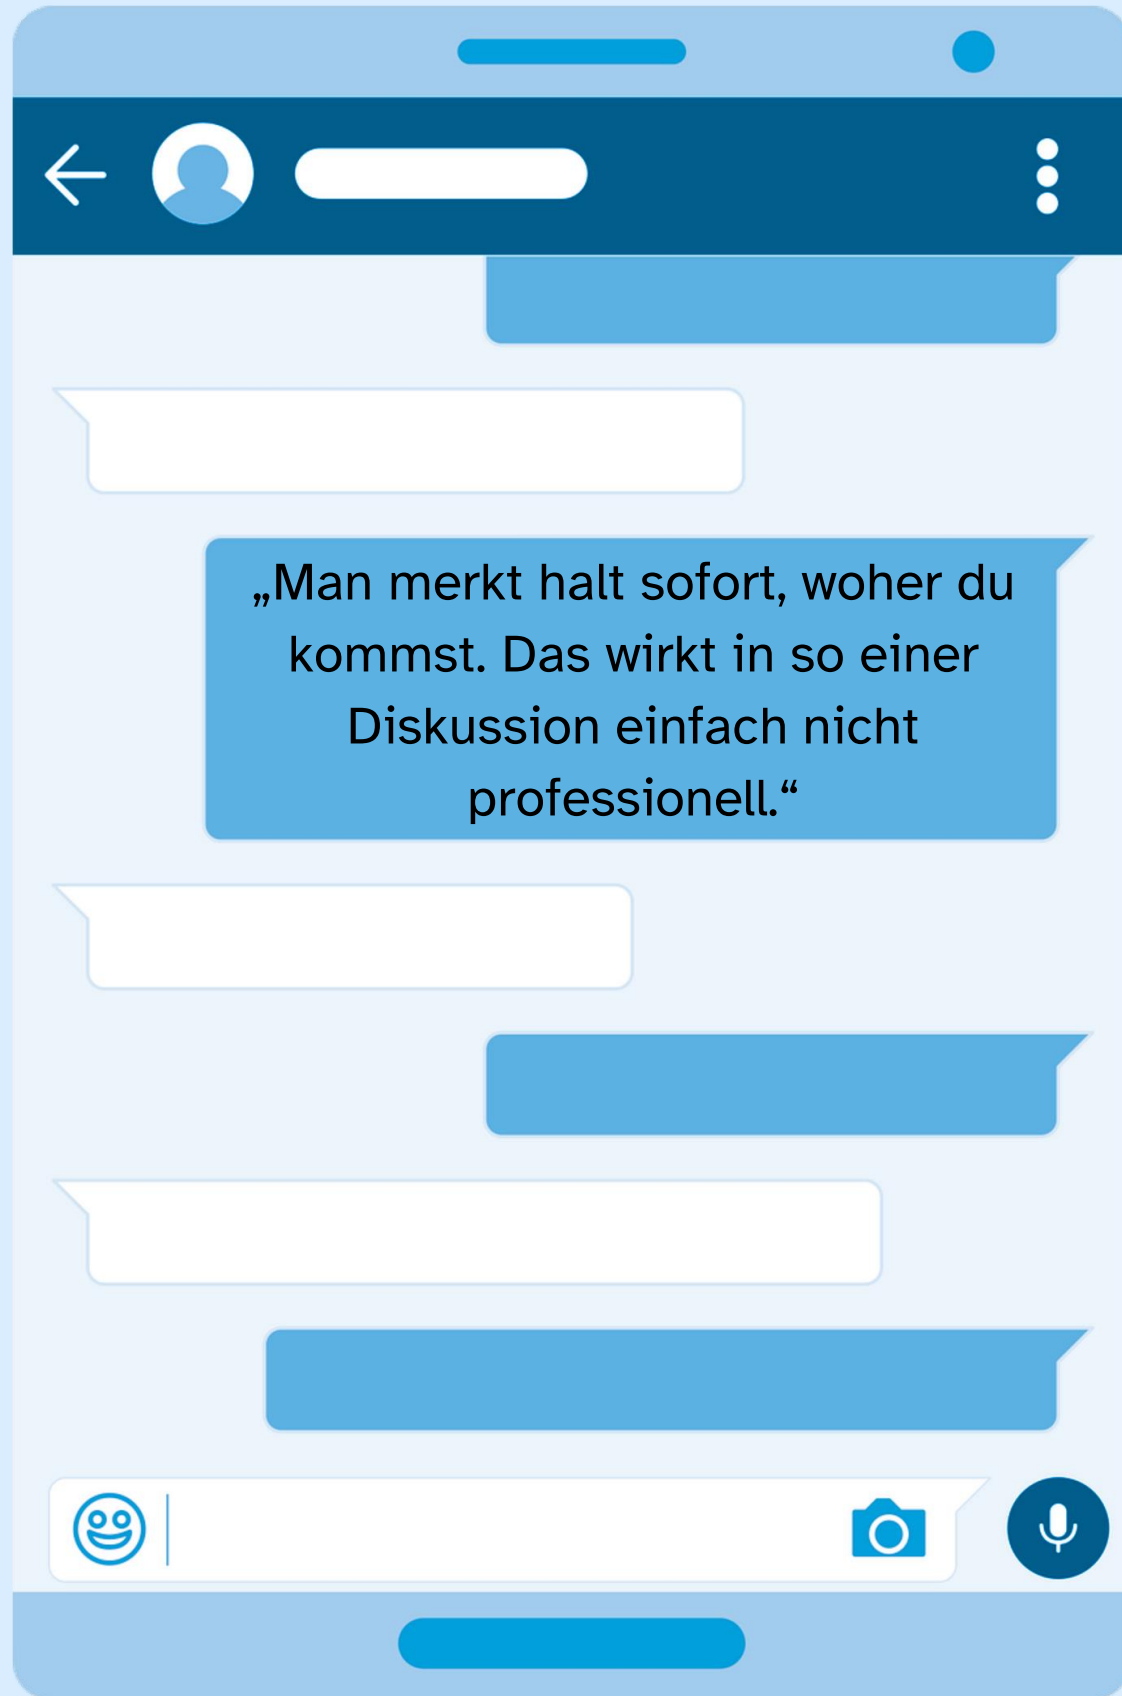 „Man merkt halt sofort, woher du
kommst. Das wirkt in so einer
Diskussion einfach nicht
professionell.“